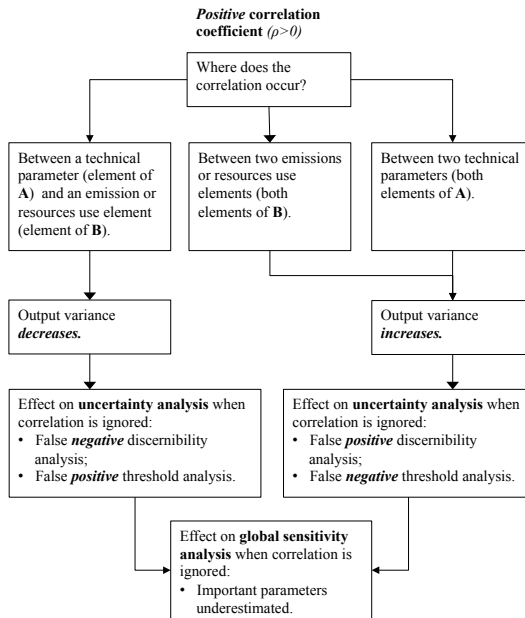 Positive correlation
coefficient (ρ>0)
Where does the
correlation occur?
Between a technical
parameter (element of
A) and an emission or
resources use element
(element of B).
Between two emissions
or resources use
elements (both
elements of B).
Between two technical
parameters (both
elements of A).
Output variance
decreases.
Output variance
increases.
Effect on uncertainty analysis when
correlation is ignored:
• False negative discernibility
analysis;
• False positive threshold analysis.
Effect on uncertainty analysis when
correlation is ignored:
• False positive discernibility
analysis;
• False negative threshold analysis.
Effect on global sensitivity
analysis when correlation is
ignored:
• Important parameters
underestimated.